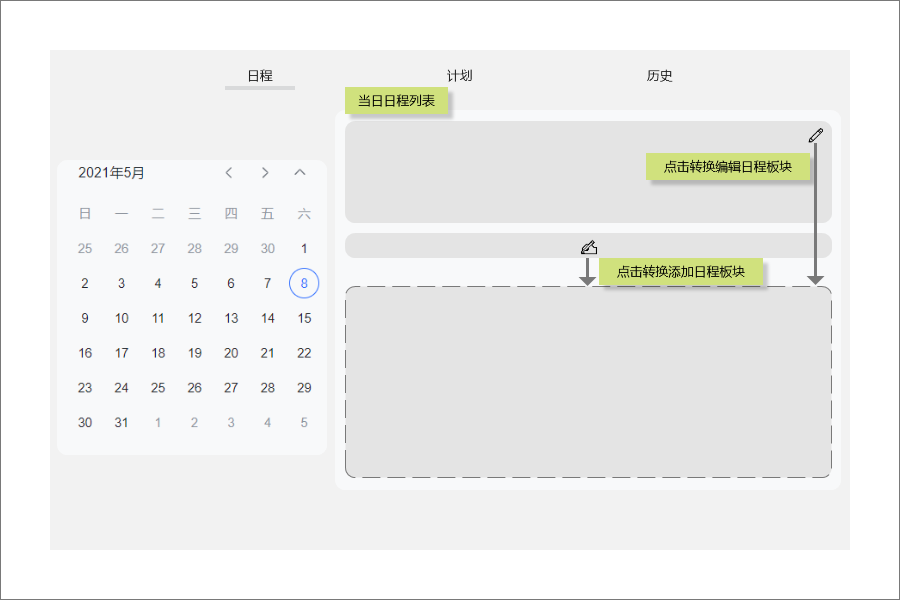 日程 计划 历史
当日日程列表
点击转换编辑日程板块
2021年5月
日 一 二 三 四 五 六
25 26 27 28 29 30 1
2 3 4 5 6 7 8
9 10 11 12 13 14 15
16 17 18 19 20 21 22
23 24 25 26 27 28 29
30 31 1 2 3 4 5
点击转换添加日程板块